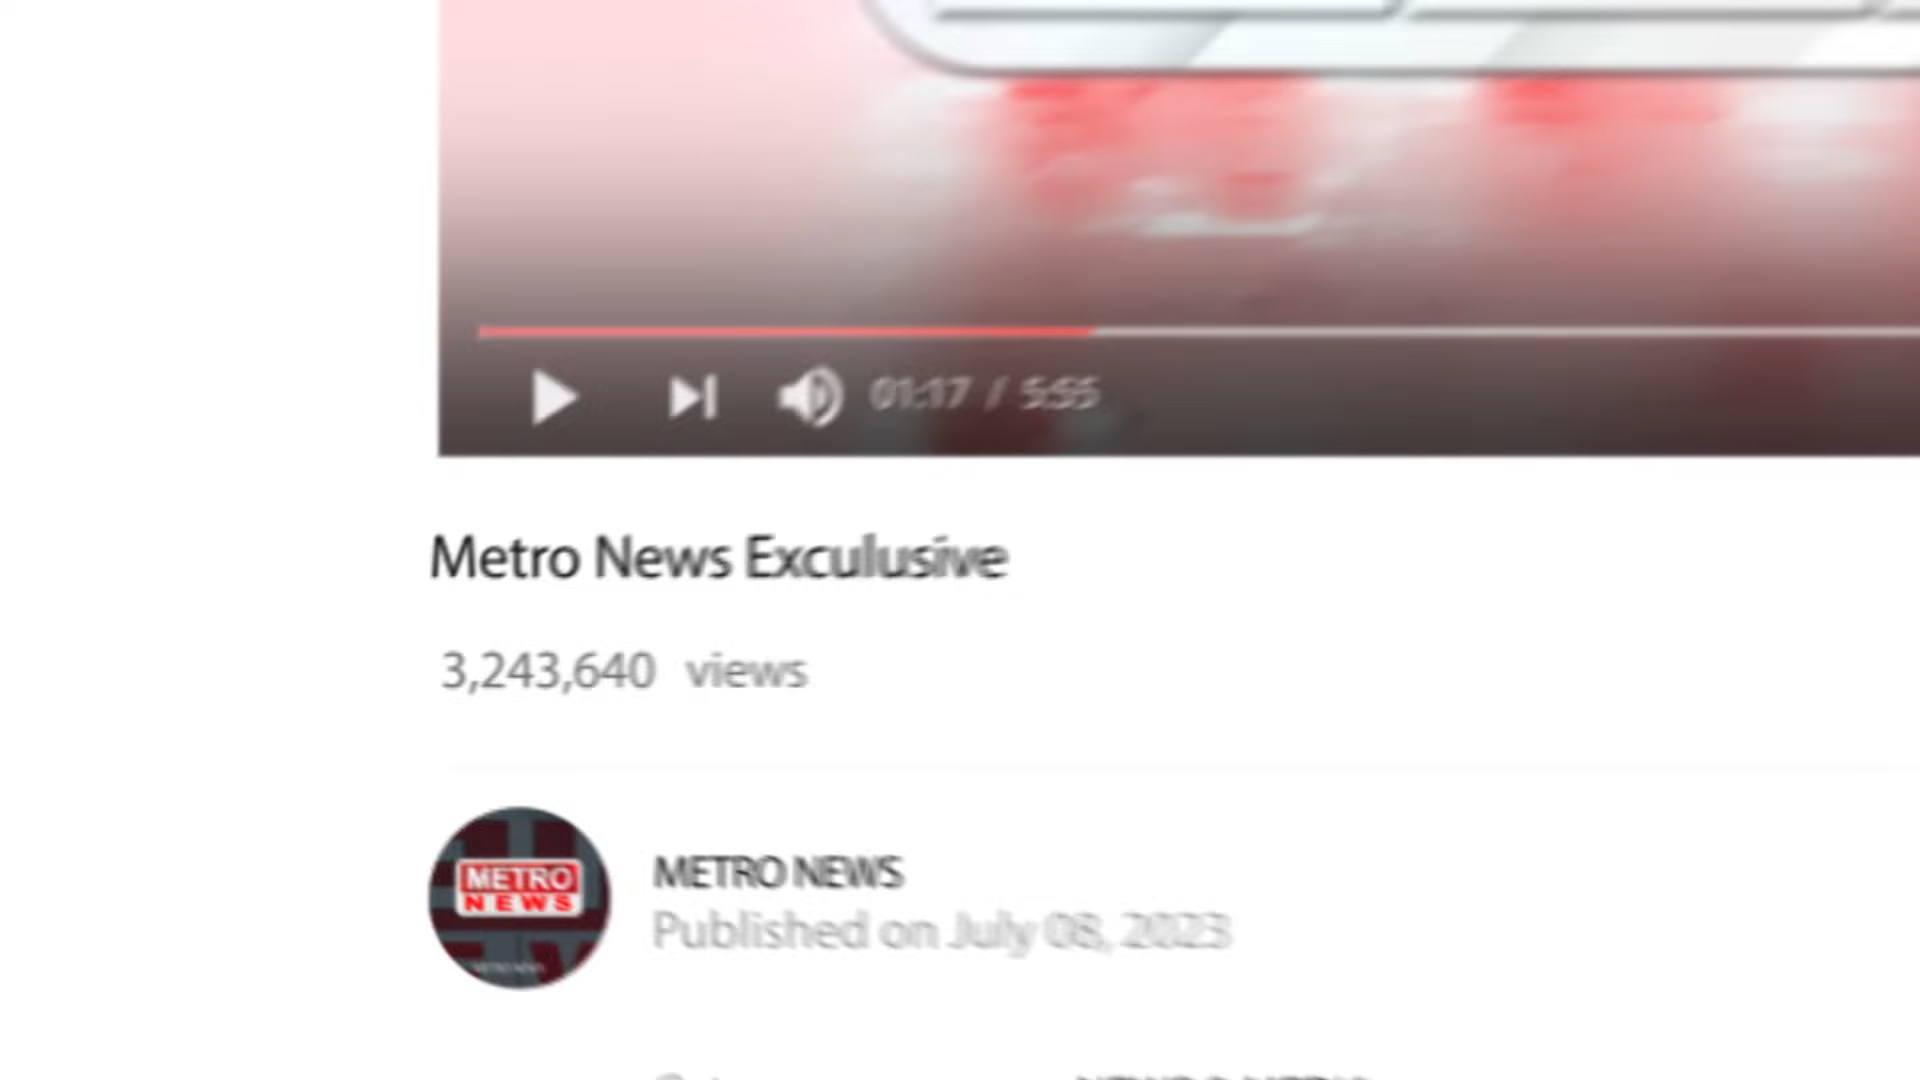 01:17 / 5:55
Metro News Exculusive
3,243,640 views
METRO
NEWS
METRO NEWS
Published on July 08, 2023